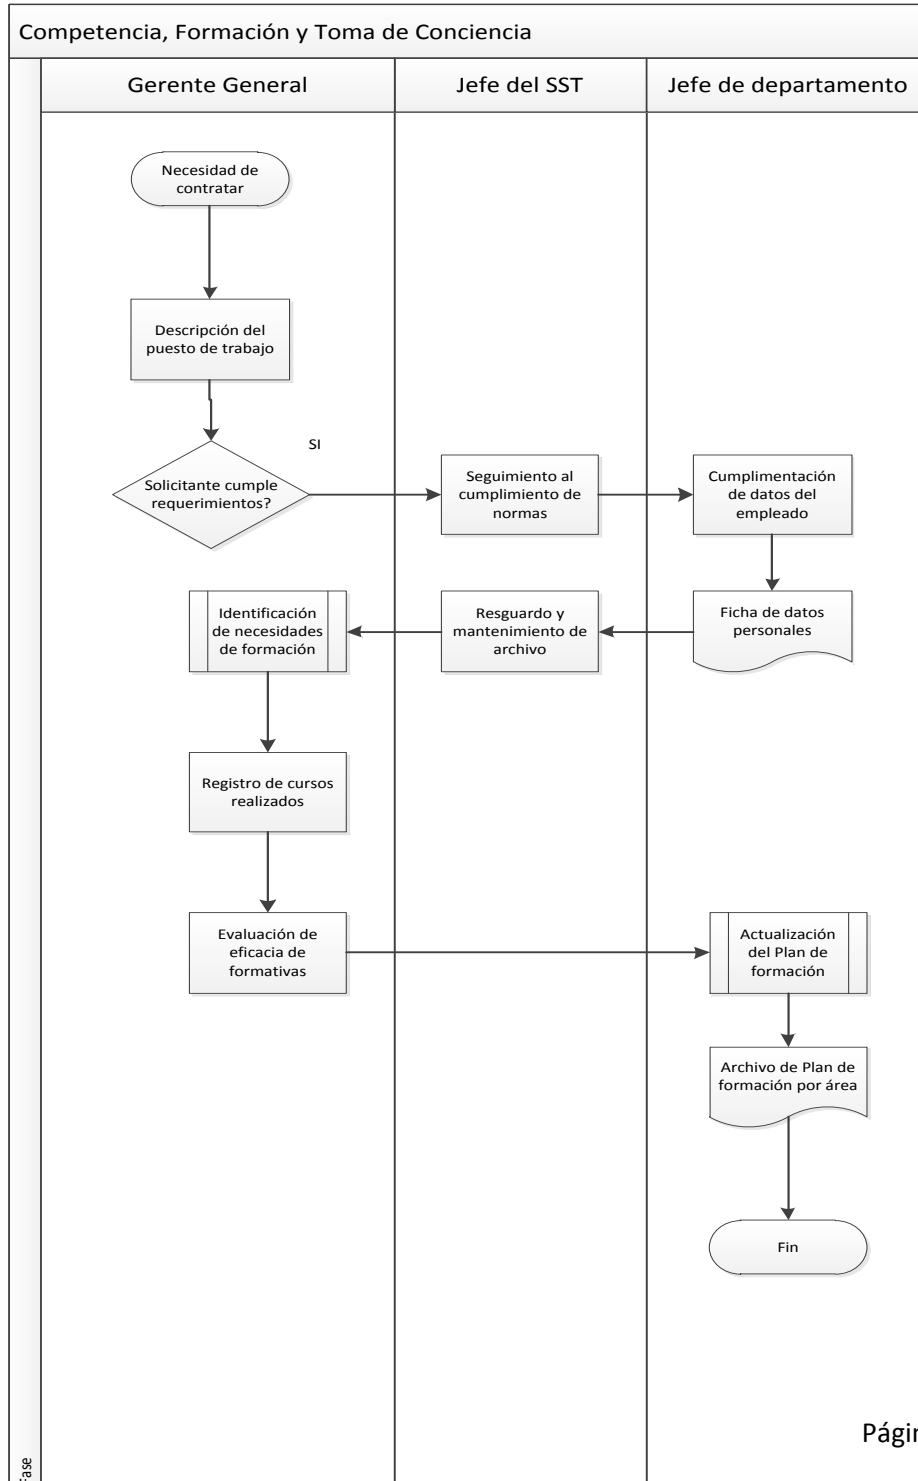 Competencia, Formación y Toma de Conciencia
Gerente General
Jefe del SST
Jefe de departamento
Necesidad de
contratar
Descripción del
puesto de trabajo
SI
Solicitante cumple
requerimientos?
Seguimiento al
cumplimiento de
normas
Cumplimentación
de datos del
empleado
Identificación
de necesidades
de formación
Resguardo y
mantenimiento de
archivo
Ficha de datos
personales
Registro de cursos
realizados
Evaluación de
eficacia de
formativas
Actualización
del Plan de
formación
Archivo de Plan de
formación por área
Fin
Págin
Fase